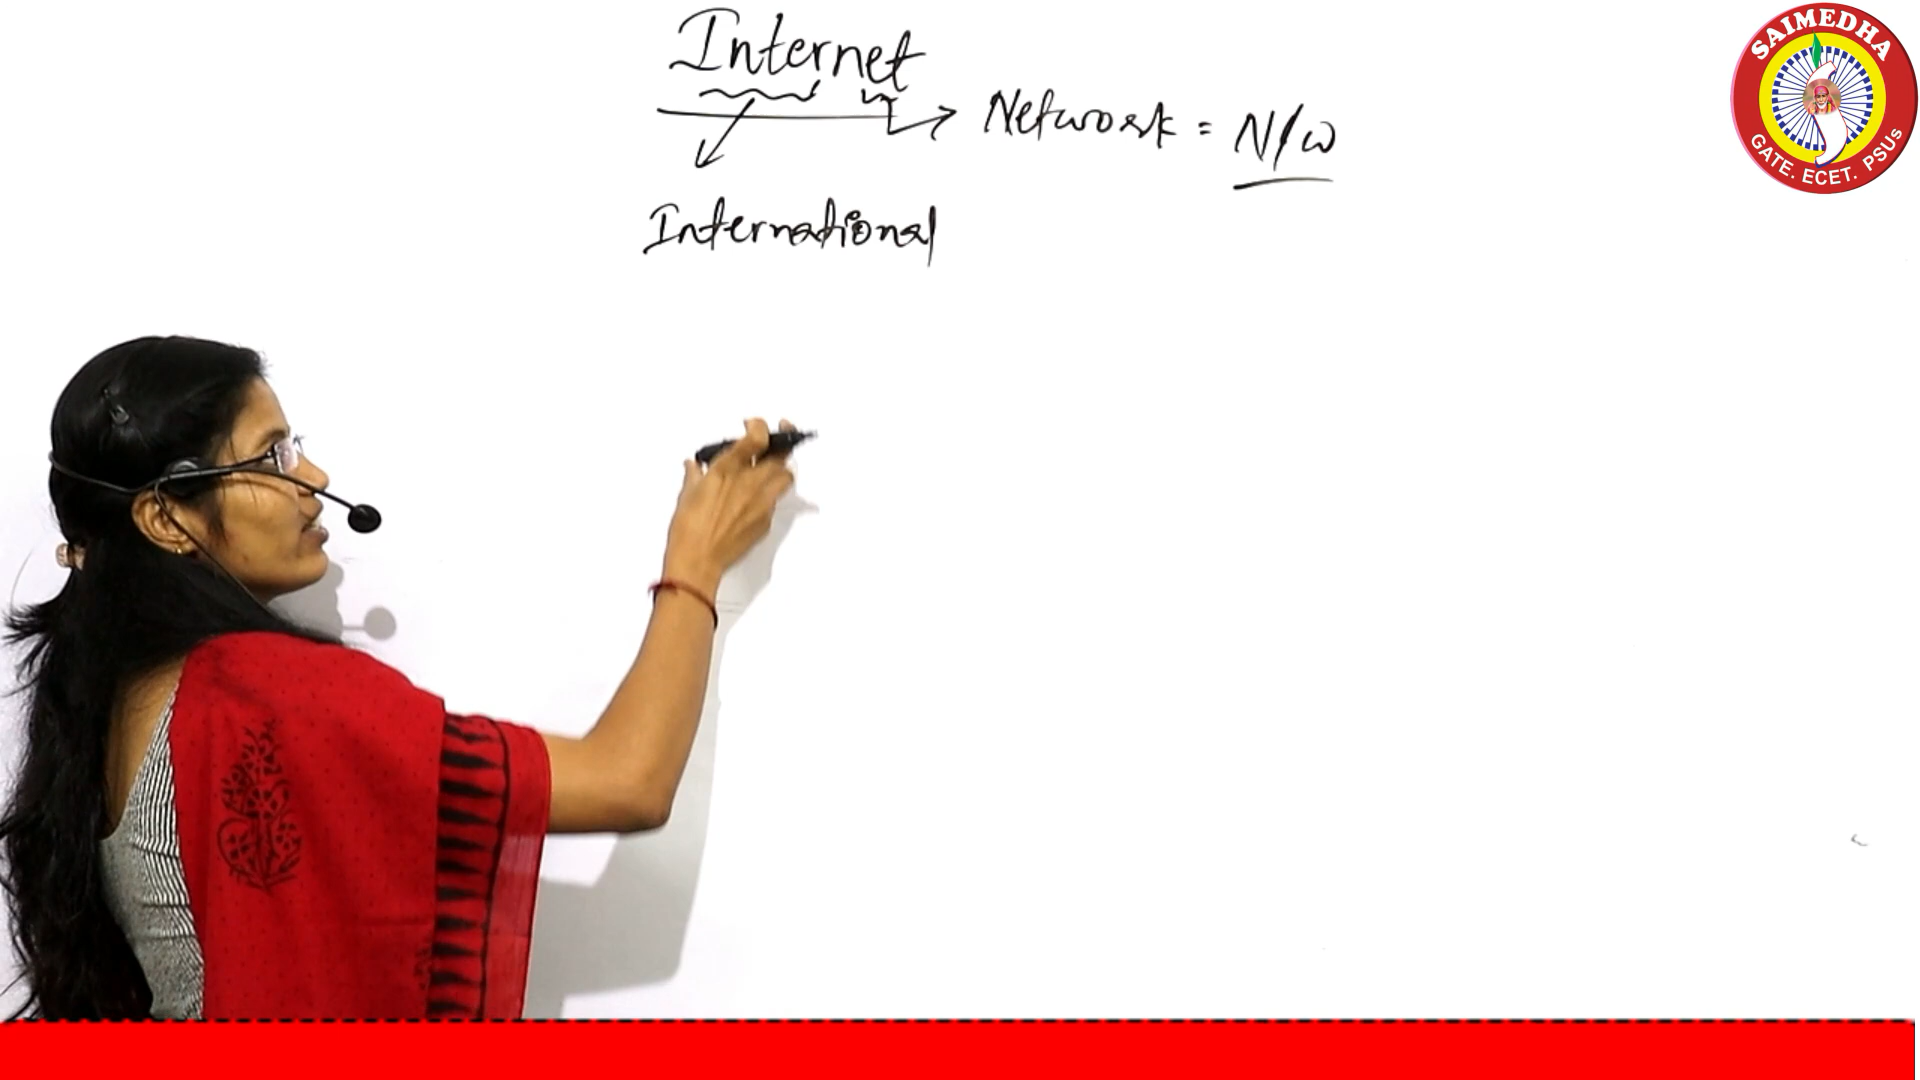 Internet
Network = N/w
International
SAIMEDHA
GATE. ECET. PSUs